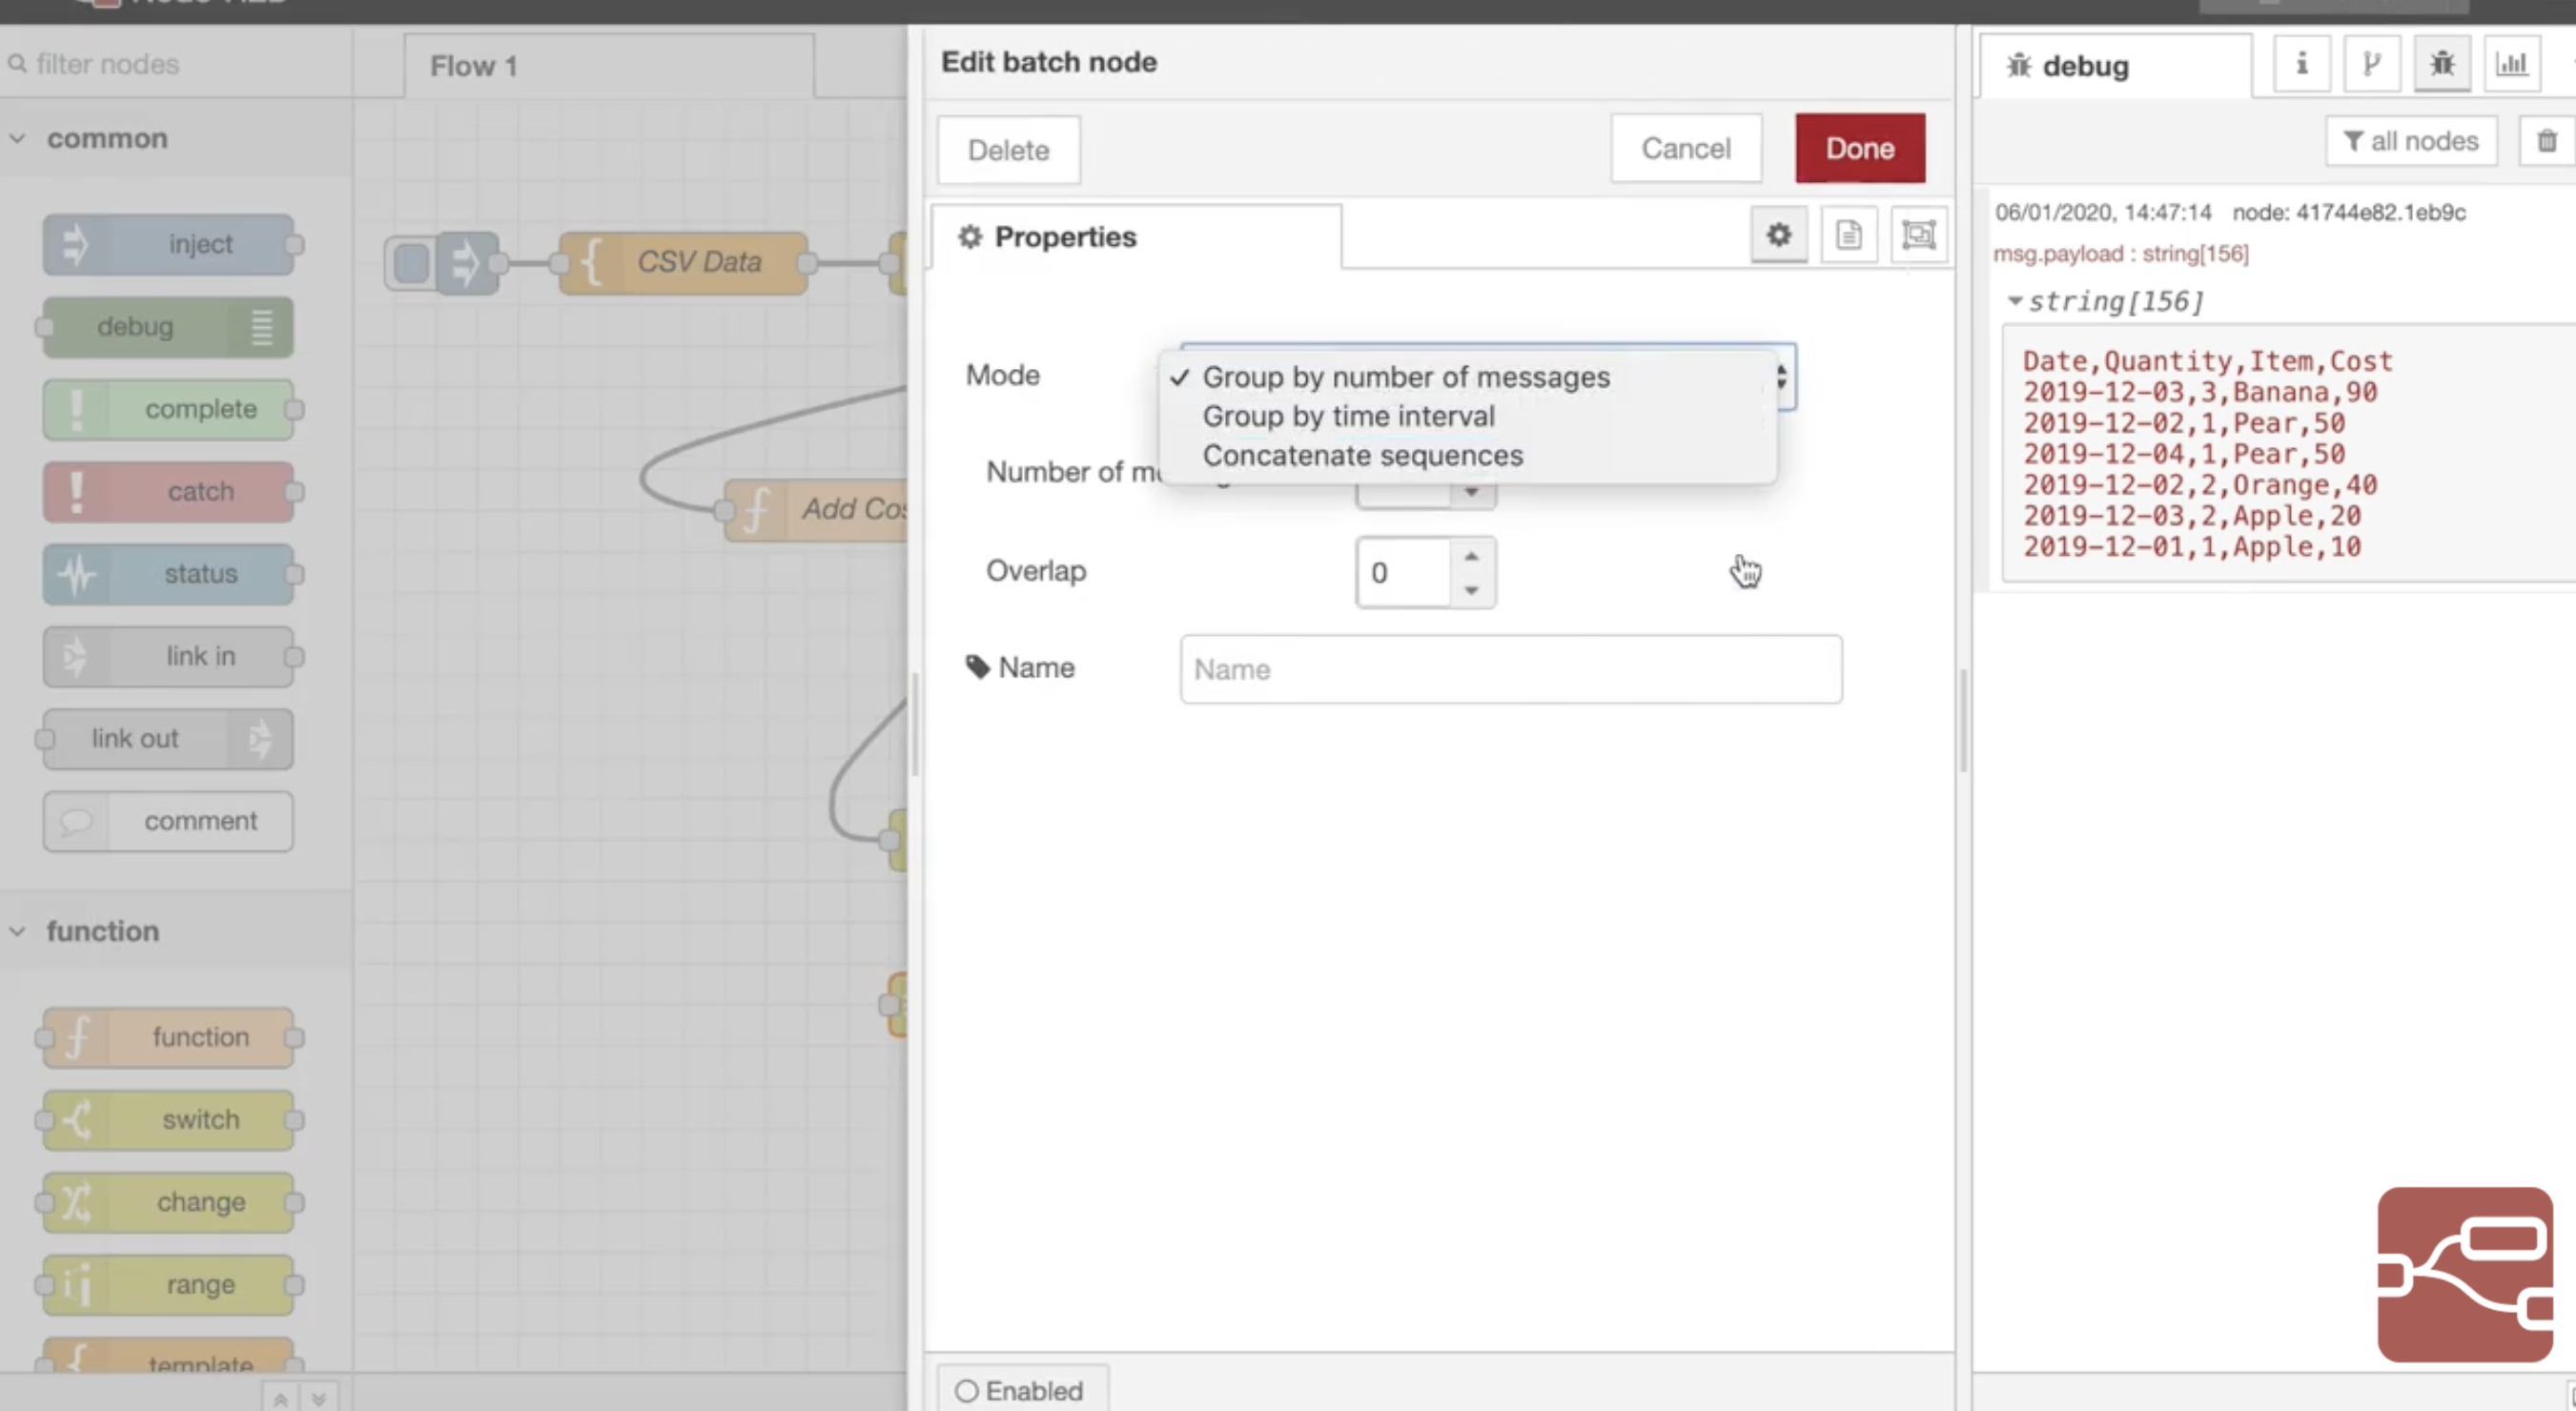 filter nodes
common
inject
debug
complete
catch
status
link in
link out
comment
function
function
switch
change
range
template
Flow 1
CSV Data
Add
Edit batch node
Delete
Cancel
Done
Properties
Mode
Group by number of messages
Group by time interval
Concatenate sequences
Number of
Overlap
0
Name
Name
Enabled
debug
all nodes
06/01/2020, 14:47:14 node: 41744e82.1eb9c
msg.payload : string[156]
string[156]
Date,Quantity,Item,Cost
2019-12-03,3,Banana,90
2019-12-02,1,Pear,50
2019-12-04,1,Pear,50
2019-12-02,2,Orange,40
2019-12-03,2,Apple,20
2019-12-01,1,Apple,10